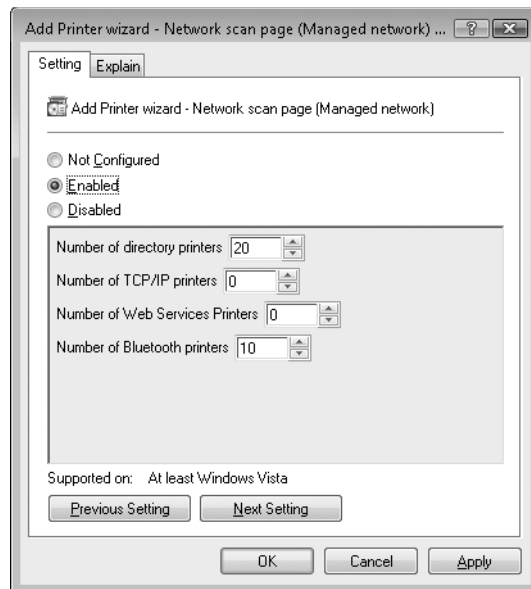 Add Printer wizard - Network scan page (Managed network) ...
Setting
Explain
Add Printer wizard - Network scan page (Managed network)
Not Configured
Enabled
Disabled
Number of directory printers 20
Number of TCP/IP printers 0
Number of Web Services Printers 0
Number of Bluetooth printers 10
Supported on: At least Windows Vista
Previous Setting
Next Setting
OK
Cancel
Apply